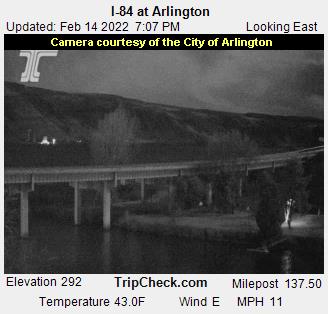 I-84 at Arlington
Updated: Feb 14 2022 7:07 PM Looking East
Camera courtesy of the City of Arlington
Elevation 292 TripCheck.com Milepost 137.50
Temperature 43.0F Wind E MPH 11